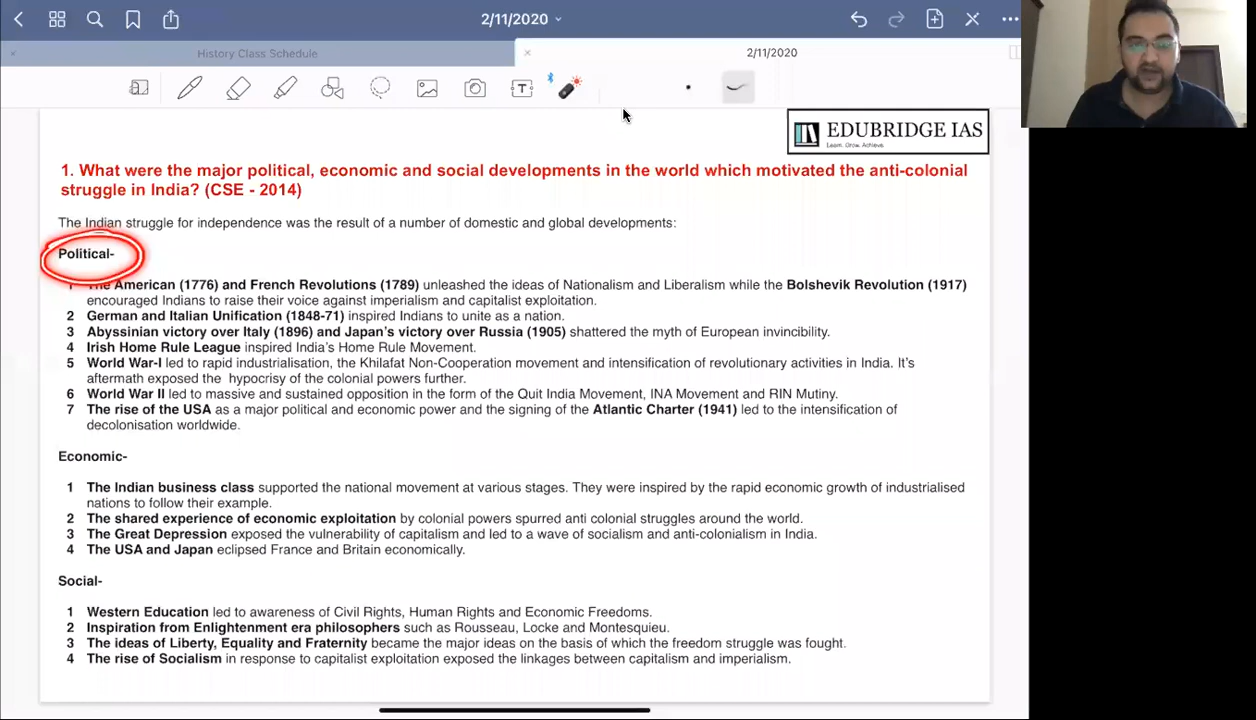 2/11/2020
History Class Schedule
2/11/2020
T
EDUBRIDGE IAS
Learn. Grow. Achieve.
1. What were the major political, economic and social developments in the world which motivated the anti-colonial
struggle in India? (CSE - 2014)
The Indian struggle for independence was the result of a number of domestic and global developments:
Political-
1 The American (1776) and French Revolutions (1789) unleashed the ideas of Nationalism and Liberalism while the Bolshevik Revolution (1917)
encouraged Indians to raise their voice against imperialism and capitalist exploitation.
2 German and Italian Unification (1848-71) inspired Indians to unite as a nation.
3 Abyssinian victory over Italy (1896) and Japan's victory over Russia (1905) shattered the myth of European invincibility.
4 Irish Home Rule League inspired India's Home Rule Movement.
5 World War-I led to rapid industrialisation, the Khilafat Non-Cooperation movement and intensification of revolutionary activities in India. It's
aftermath exposed the hypocrisy of the colonial powers further.
6 World War II led to massive and sustained opposition in the form of the Quit India Movement, INA Movement and RIN Mutiny.
7 The rise of the USA as a major political and economic power and the signing of the Atlantic Charter (1941) led to the intensification of
decolonisation worldwide.
Economic-
1 The Indian business class supported the national movement at various stages. They were inspired by the rapid economic growth of industrialised
nations to follow their example.
2 The shared experience of economic exploitation by colonial powers spurred anti colonial struggles around the world.
3 The Great Depression exposed the vulnerability of capitalism and led to a wave of socialism and anti-colonialism in India.
4 The USA and Japan eclipsed France and Britain economically.
Social-
1 Western Education led to awareness of Civil Rights, Human Rights and Economic Freedoms.
2 Inspiration from Enlightenment era philosophers such as Rousseau, Locke and Montesquieu.
3 The ideas of Liberty, Equality and Fraternity became the major ideas on the basis of which the freedom struggle was fought.
4 The rise of Socialism in response to capitalist exploitation exposed the linkages between capitalism and imperialism.